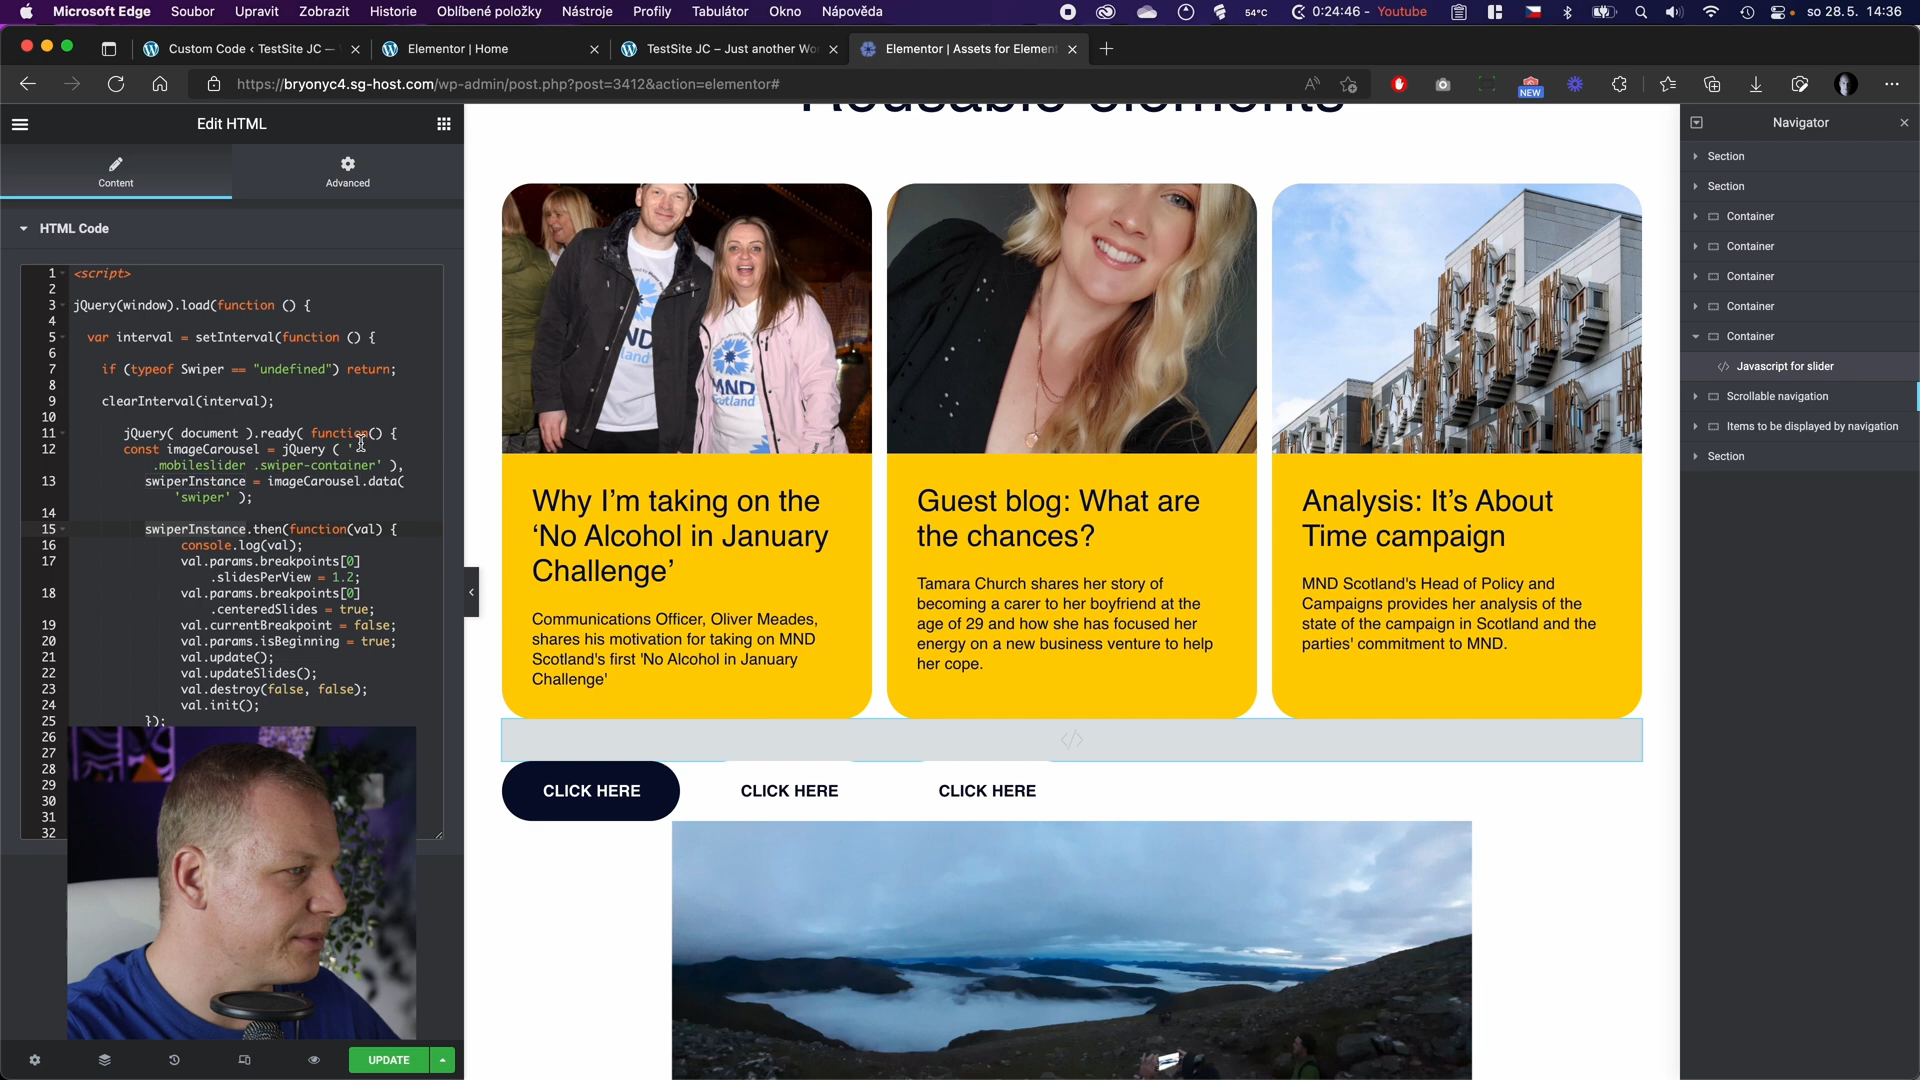 Microsoft Edge Soubor Upravit Zobrazit Historie Oblíbené položky Nástroje Profily Tabulátor Okno Nápověda
54°C 0:24:46 - Youtube so 28.5. 14:36
Custom Code ‹ TestSite JC —
Elementor | Home
TestSite JC – Just another Wo
Elementor | Assets for Element
https://bryonyc4.sg-host.com/wp-admin/post.php?post=3412&action=elementor#
NEW
Edit HTML
Content
Advanced
HTML Code
1 <script>
2
3 jQuery(window).load(function () {
4
5 var interval = setInterval(function () {
6
7 if (typeof Swiper == "undefined") return;
8
9 clearInterval(interval);
10
11 jQuery( document ).ready( function() {
12 const imageCarousel = jQuery ( '
.mobileslider .swiper-container' ),
13 swiperInstance = imageCarousel.data(
'swiper' );
14
15 swiperInstance.then(function(val) {
16 console.log(val);
17 val.params.breakpoints[0]
.slidesPerView = 1.2;
18 val.params.breakpoints[0]
.centeredSlides = true;
19 val.currentBreakpoint = false;
20 val.params.isBeginning = true;
21 val.update();
22 val.updateSlides();
23 val.destroy(false, false);
24 val.init();
25 });
26
27
28
29
30
31
32
UPDATE
Reusable elements
MND
Scotland
Why I’m taking on the
‘No Alcohol in January
Challenge’
Communications Officer, Oliver Meades,
shares his motivation for taking on MND
Scotland's first 'No Alcohol in January
Challenge'
Guest blog: What are
the chances?
Tamara Church shares her story of
becoming a carer to her boyfriend at the
age of 29 and how she has focused her
energy on a new business venture to help
her cope.
Analysis: It’s About
Time campaign
MND Scotland's Head of Policy and
Campaigns provides her analysis of the
state of the campaign in Scotland and the
parties' commitment to MND.
CLICK HERE
CLICK HERE
CLICK HERE
Navigator
Section
Section
Container
Container
Container
Container
Container
Javascript for slider
Scrollable navigation
Items to be displayed by navigation
Section